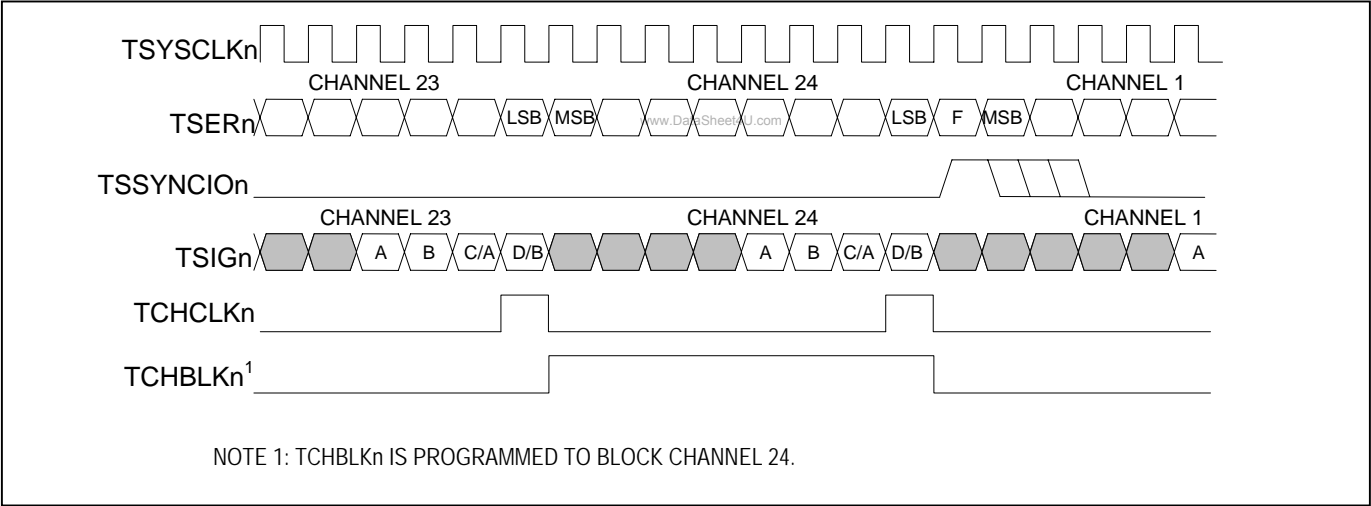 TSYSCLKn
CHANNEL 23 CHANNEL 24 CHANNEL 1
TSERn LSB MSB www.DataSheet4U.com LSB F MSB
TSSYNCIOn
CHANNEL 23 CHANNEL 24 CHANNEL 1
TSIGn A B C/A D/B A B C/A D/B A
TCHCLKn
TCHBLKn¹
NOTE 1: TCHBLKn IS PROGRAMMED TO BLOCK CHANNEL 24.